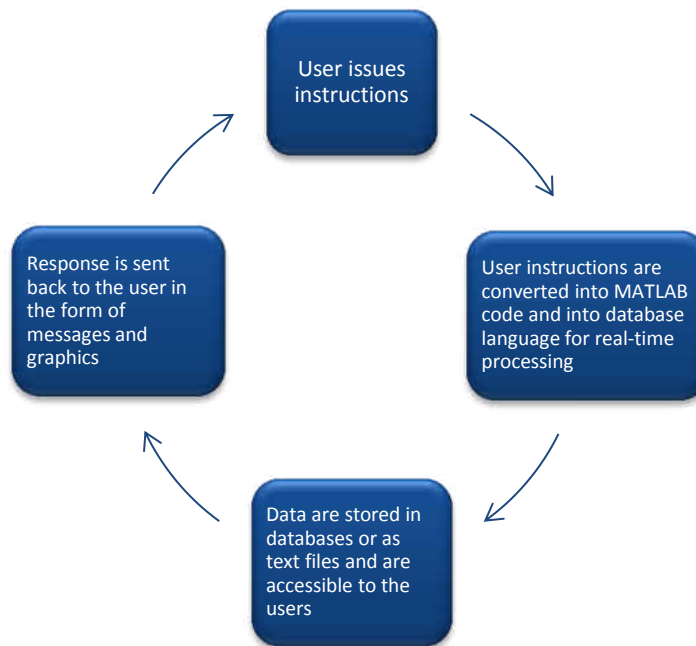 User issues
instructions
User instructions are
converted into MATLAB
code and into database
language for real-time
processing
Data are stored in
databases or as
text files and are
accessible to the
users
Response is sent
back to the user in
the form of
messages and
graphics